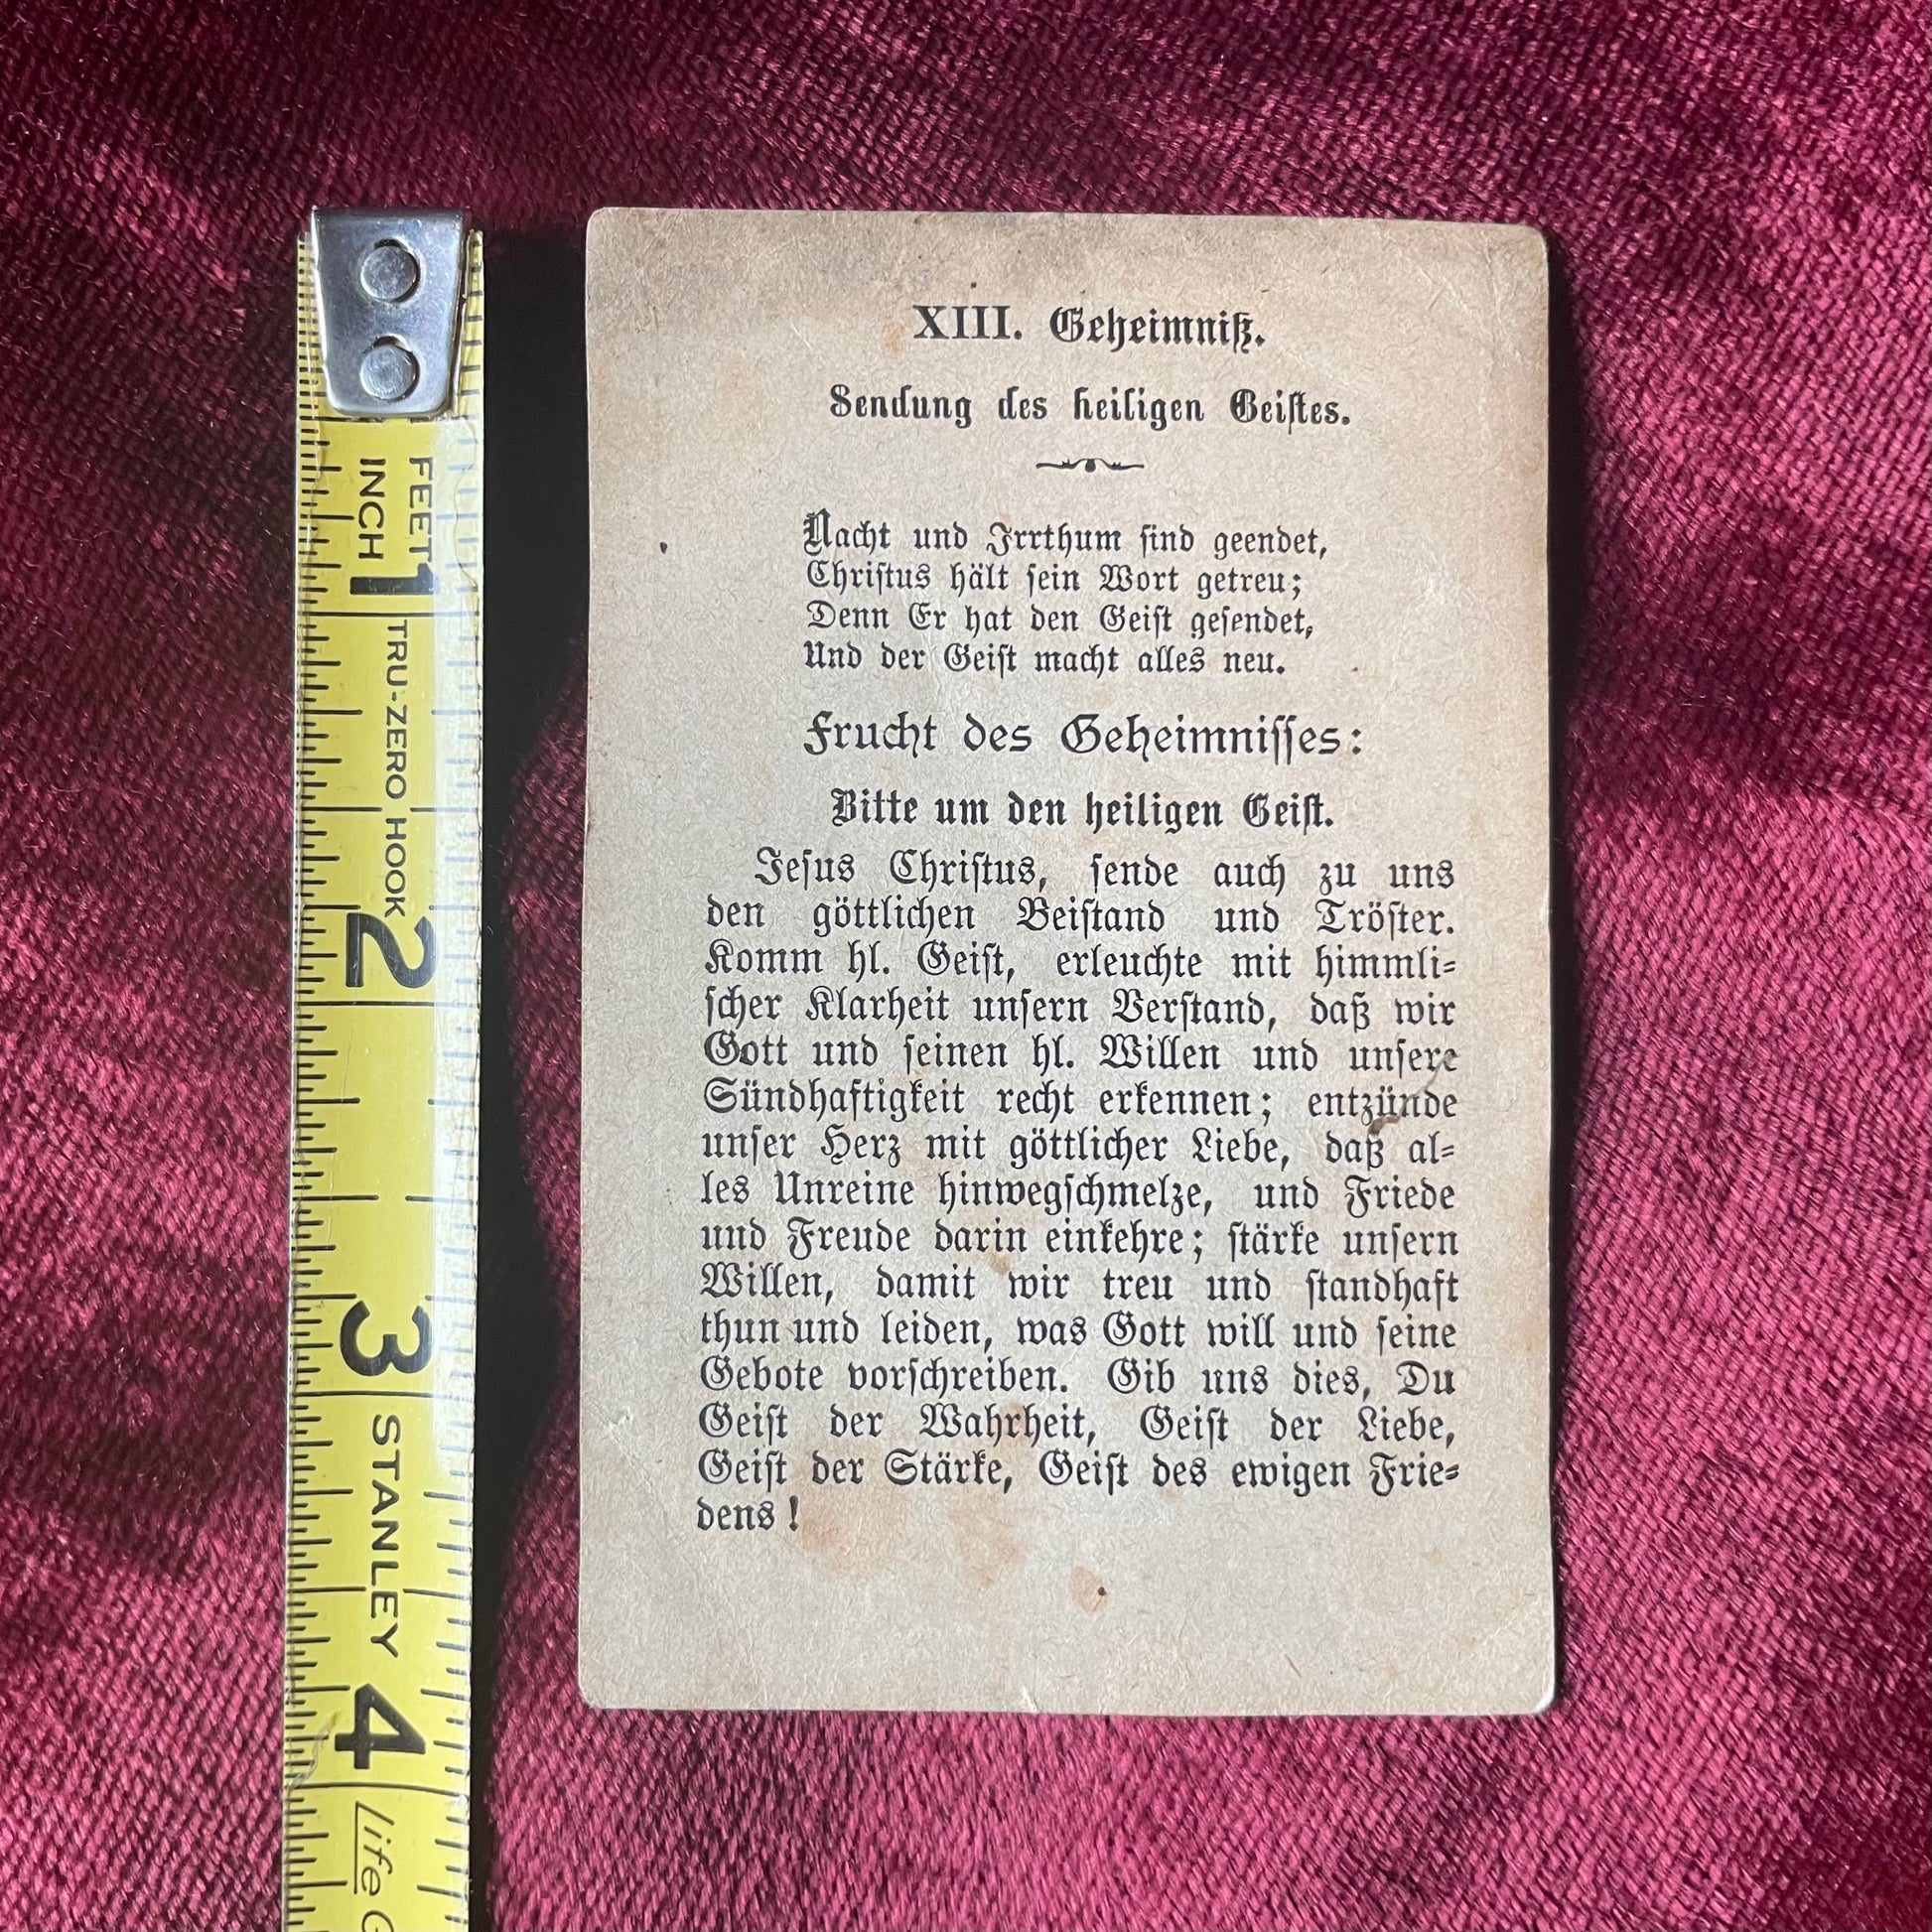 XIII. Geheimniß.
Sendung des heiligen Geiſtes.
Nacht und Irrthum ſind geendet,
Chriſtus hält ſein Wort getreu;
Denn Er hat den Geiſt geſendet,
Und der Geiſt macht alles neu.
Frucht des Geheimniſſes:
Bitte um den heiligen Geiſt.
Jeſus Chriſtus, ſende auch zu uns
den göttlichen Beiſtand und Tröſter.
Komm hl. Geiſt, erleuchte mit himmli⸗
ſcher Klarheit unſern Verſtand, daß wir
Gott und ſeinen hl. Willen und unſere
Sündhaftigkeit recht erkennen; entzünde
unſer Herz mit göttlicher Liebe, daß al⸗
les Unreine hinwegſchmelze, und Friede
und Freude darin einkehre; ſtärke unſern
Willen, damit wir treu und ſtandhaft
thun und leiden, was Gott will und ſeine
Gebote vorſchreiben. Gib uns dies, Du
Geiſt der Wahrheit, Geiſt der Liebe,
Geiſt der Stärke, Geiſt des ewigen Frie⸗
dens!
FEET
INCH
1
TRU-ZERO HOOK
2
3
STANLEY
4
Life